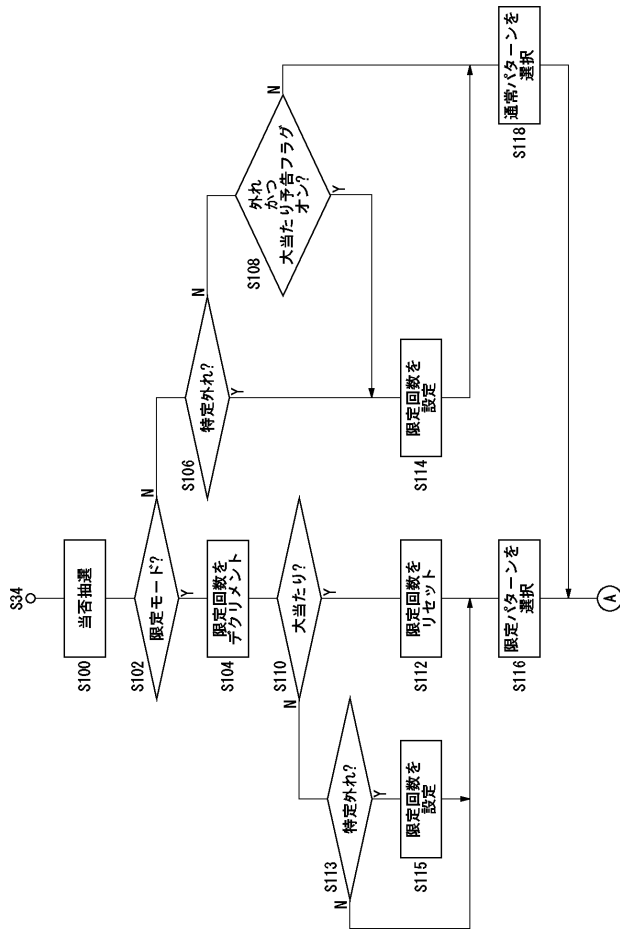 S34
当否抽選
S100
限定モード?
S102
N
Y
限定回数を
デクリメント
S104
特定外れ?
S106
N
Y
外れ
かつ
大当たり予告フラグ
オン?
S108
N
Y
大当たり?
S110
N
Y
限定回数を
リセット
S112
特定外れ?
S113
N
Y
限定回数を
設定
S114
限定回数を
設定
S115
限定パターンを
選択
S116
通常パターンを
選択
S118
A